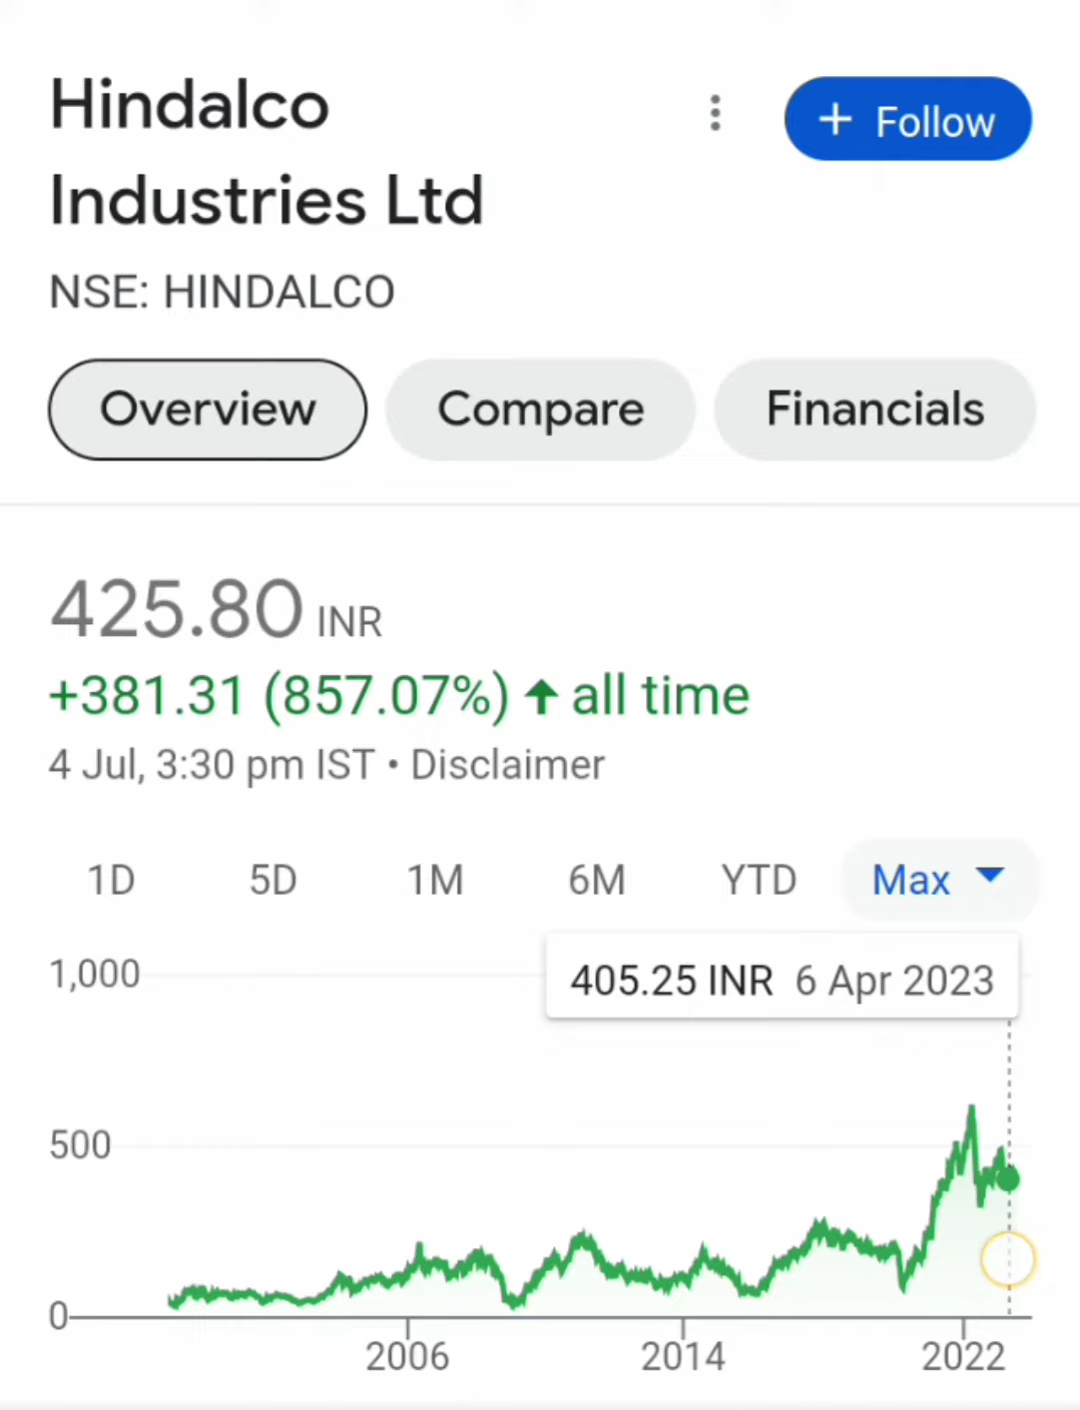 Hindalco
Industries Ltd
+ Follow
NSE: HINDALCO
Overview Compare Financials
425.80 INR
+381.31 (857.07%) ↑ all time
4 Jul, 3:30 pm IST • Disclaimer
1D 5D 1M 6M YTD Max
405.25 INR 6 Apr 2023
1,000
500
0
2006 2014 2022